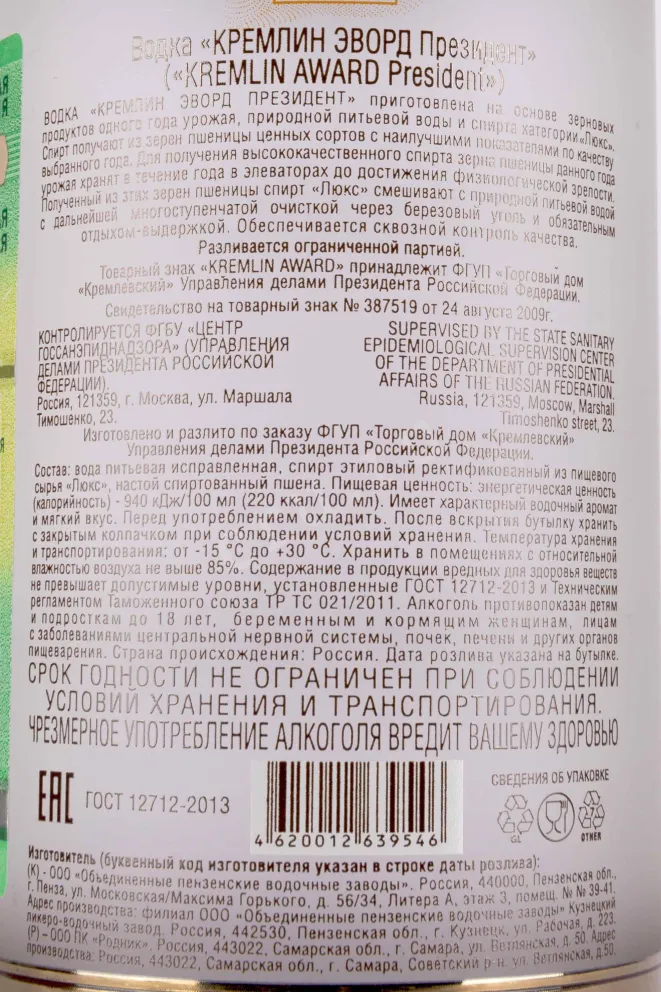 Водка «КРЕМЛИН ЭВОРД Президент»
(«KREMLIN AWARD President»)
ВОДКА «КРЕМЛИН ЭВОРД ПРЕЗИДЕНТ» приготовлена на основе зерновых
продуктов одного года урожая, природной питьевой воды и спирта категории «Люкс».
Спирт получают из зерен пшеницы ценных сортов с наилучшими показателями по качеству
выбранного года. Для получения высококачественного спирта зерна пшеницы данного года
урожая хранят в течение года в элеваторах до достижения физиологической зрелости.
Полученный из этих зерен пшеницы спирт «Люкс» смешивают с природной питьевой водой
с дальнейшей многоступенчатой очисткой через березовый уголь и обязательным
отдыхом-выдержкой. Обеспечивается сквозной контроль качества.
Разливается ограниченной партией.
Товарный знак «KREMLIN AWARD» принадлежит ФГУП «Торговый дом
«Кремлевский» Управления делами Президента Российской Федерации.
Свидетельство на товарный знак № 387519 от 24 августа 2009г.
КОНТРОЛИРУЕТСЯ ФГБУ «ЦЕНТР
ГОССАНЭПИДНАДЗОРА» (УПРАВЛЕНИЯ
ДЕЛАМИ ПРЕЗИДЕНТА РОССИЙСКОЙ
ФЕДЕРАЦИИ).
Россия, 121359, г. Москва, ул. Маршала
Тимошенко, 23.
SUPERVISED BY THE STATE SANITARY
EPIDEMIOLOGICAL SUPERVISION CENTER
OF THE DEPARTMENT OF PRESIDENTIAL
AFFAIRS OF THE RUSSIAN FEDERATION.
Russia, 121359, Moscow, Marshall
Timoshenko street, 23.
Изготовлено и разлито по заказу ФГУП «Торговый дом «Кремлевский»
Управления делами Президента Российской Федерации.
Состав: вода питьевая исправленная, спирт этиловый ректификованный из пищевого
сырья «Люкс», настой спиртованный пшена. Пищевая ценность: энергетическая ценность
(калорийность) - 940 кДж/100 мл (220 ккал/100 мл). Имеет характерный водочный аромат
и мягкий вкус. Перед употреблением охладить. После вскрытия бутылку хранить
с закрытым колпачком при соблюдении условий хранения. Температура хранения
и транспортирования: от -15 °С до +30 °С. Хранить в помещениях с относительной
влажностью воздуха не выше 85%. Содержание в продукции вредных для здоровья веществ
не превышает допустимые уровни, установленные ГОСТ 12712-2013 и Техническим
регламентом Таможенного союза ТР ТС 021/2011. Алкоголь противопоказан детям
и подросткам до 18 лет, беременным и кормящим женщинам, лицам
с заболеваниями центральной нервной системы, почек, печени и других органов
пищеварения. Страна происхождения: Россия. Дата розлива указана на бутылке.
СРОК ГОДНОСТИ НЕ ОГРАНИЧЕН ПРИ СОБЛЮДЕНИИ
УСЛОВИЙ ХРАНЕНИЯ И ТРАНСПОРТИРОВАНИЯ.
ЧРЕЗМЕРНОЕ УПОТРЕБЛЕНИЕ АЛКОГОЛЯ ВРЕДИТ ВАШЕМУ ЗДОРОВЬЮ
СВЕДЕНИЯ ОБ УПАКОВКЕ
ЕАС ГОСТ 12712-2013
4 620012 639546
GL OTHER
Изготовитель (буквенный код изготовителя указан в строке даты розлива):
(К) - ООО «Объединенные пензенские водочные заводы». Россия, 440000, Пензенская обл.,
г. Пенза, ул. Московская/Максима Горького, д. 56/34, Литера А, этаж 3, помещ. № № 39-41.
Адрес производства: филиал ООО «Объединенные пензенские водочные заводы» Кузнецкий
ликеро-водочный завод. Россия, 442530, Пензенская обл., г. Кузнецк, ул. Рабочая, д. 223.
(Р) – ООО ПК «Родник». Россия, 443022, Самарская обл., г. Самара, ул. Ветлянская, д. 50. Адрес
производства: Россия, 443022, Самарская обл., г. Самара, Советский р-н, ул. Ветлянская, д.50.